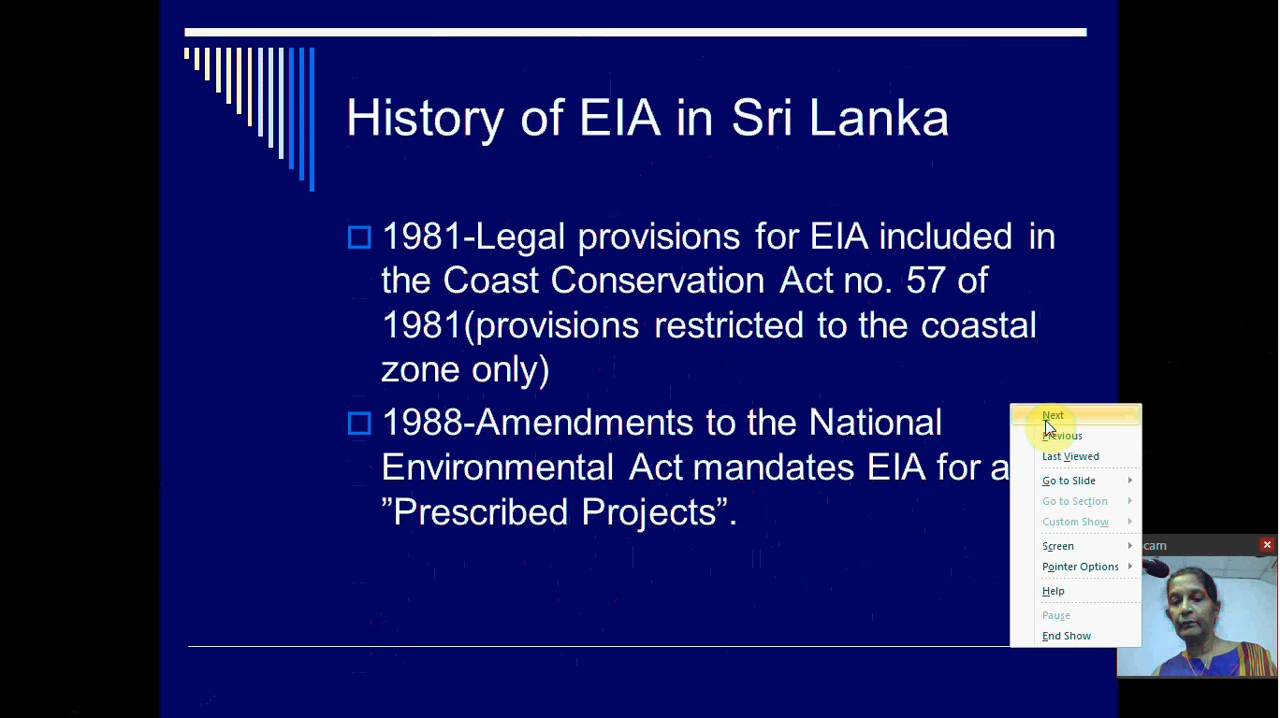 History of EIA in Sri Lanka
1981-Legal provisions for EIA included in
the Coast Conservation Act no. 57 of
1981(provisions restricted to the coastal
zone only)
1988-Amendments to the National
Environmental Act mandates EIA for a
”Prescribed Projects”.
Next
Previous
Last Viewed
Go to Slide
Go to Section
Custom Show
Screen
Pointer Options
Help
Pause
End Show
cam